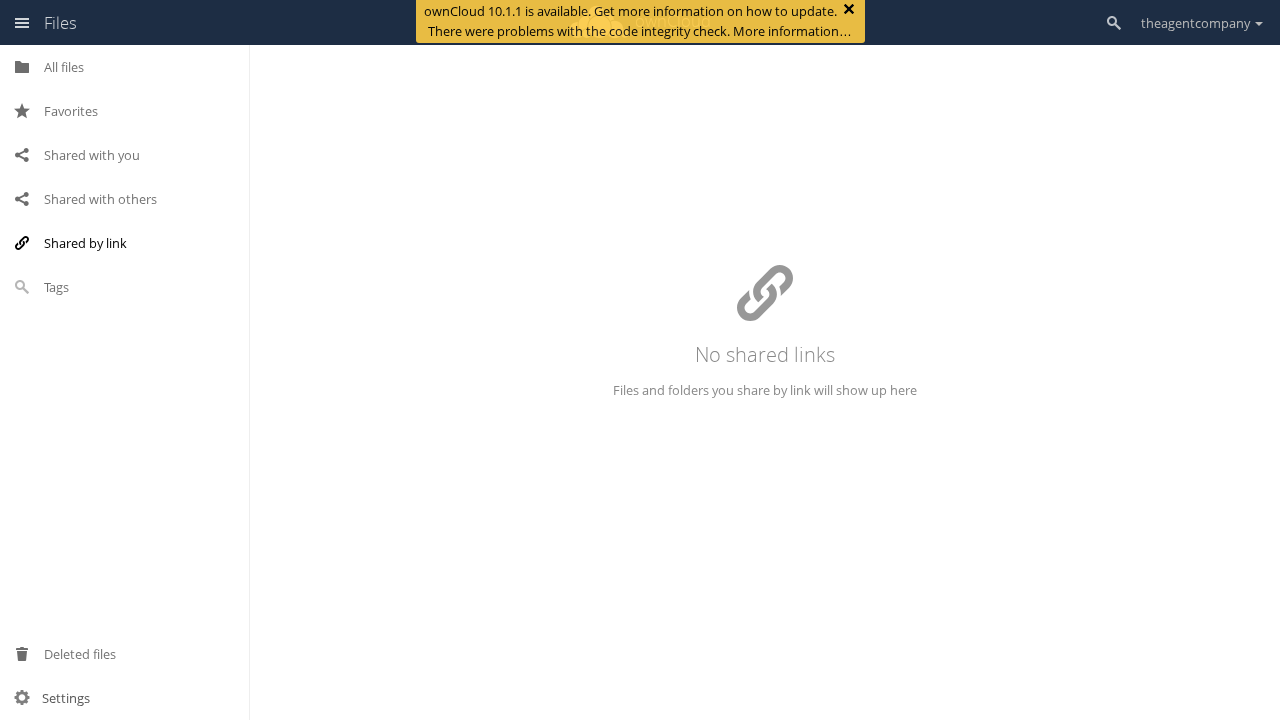 Files
ownCloud 10.1.1 is available. Get more information on how to update.
There were problems with the code integrity check. More information…
ownCloud
theagentcompany
All files
Favorites
Shared with you
Shared with others
Shared by link
Tags
No shared links
Files and folders you share by link will show up here
Deleted files
Settings